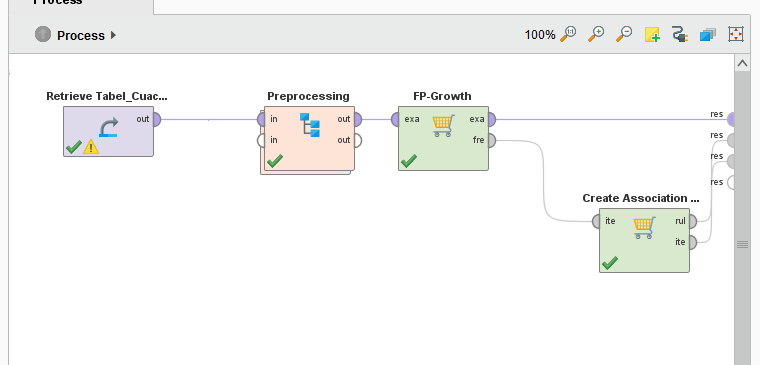 Process
Process
100%
Retrieve Tabel_Cuac...
out
Preprocessing
in
out
in
out
FP-Growth
exa
exa
fre
res
res
res
res
Create Association ...
ite
rul
ite